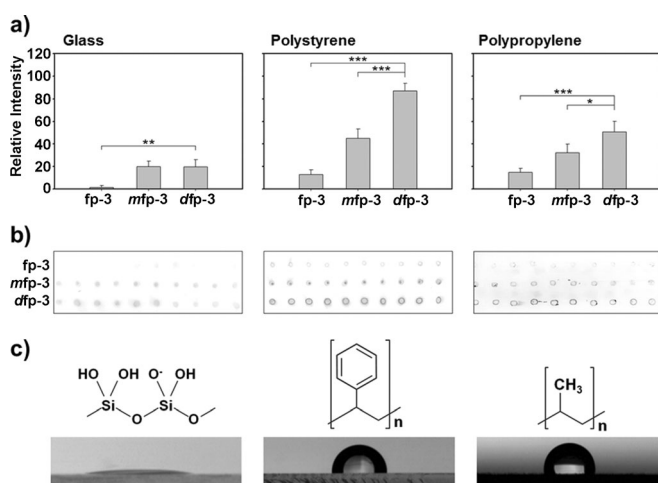 a)
Glass
Polystyrene
Polypropylene
Relative Intensity
120
100
80
60
40
20
0
**
***
***
***
*
fp-3 mfp-3 dfp-3
fp-3 mfp-3 dfp-3
fp-3 mfp-3 dfp-3
b)
fp-3
mfp-3
dfp-3
c)
HO OH O- OH
Si Si
O O
n
CH3
n